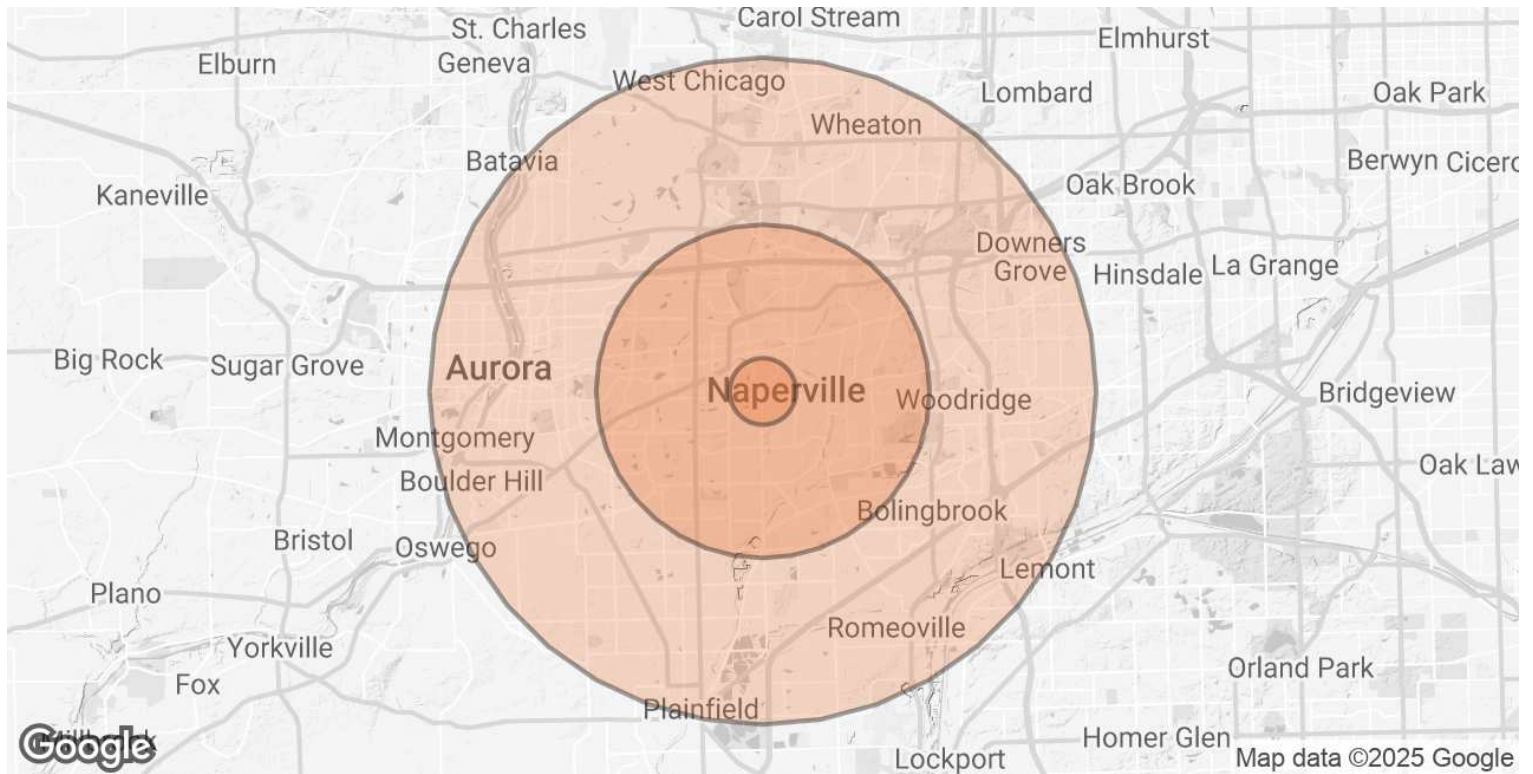 Carol Stream
St. Charles
Elmhurst
Geneva
Elburn
West Chicago
Lombard
Oak Park
Wheaton
Batavia
Berwyn
Cicero
Oak Brook
Kaneville
Downers
Grove
Hinsdale
La Grange
Big Rock
Sugar Grove
Aurora
Naperville
Woodridge
Bridgeview
Montgomery
Oak Law
Boulder Hill
Bolingbrook
Bristol
Oswego
Lemont
Plano
Romeoville
Yorkville
Orland Park
Fox
Plainfield
Homer Glen
Google
Lockport
Map data ©2025 Google